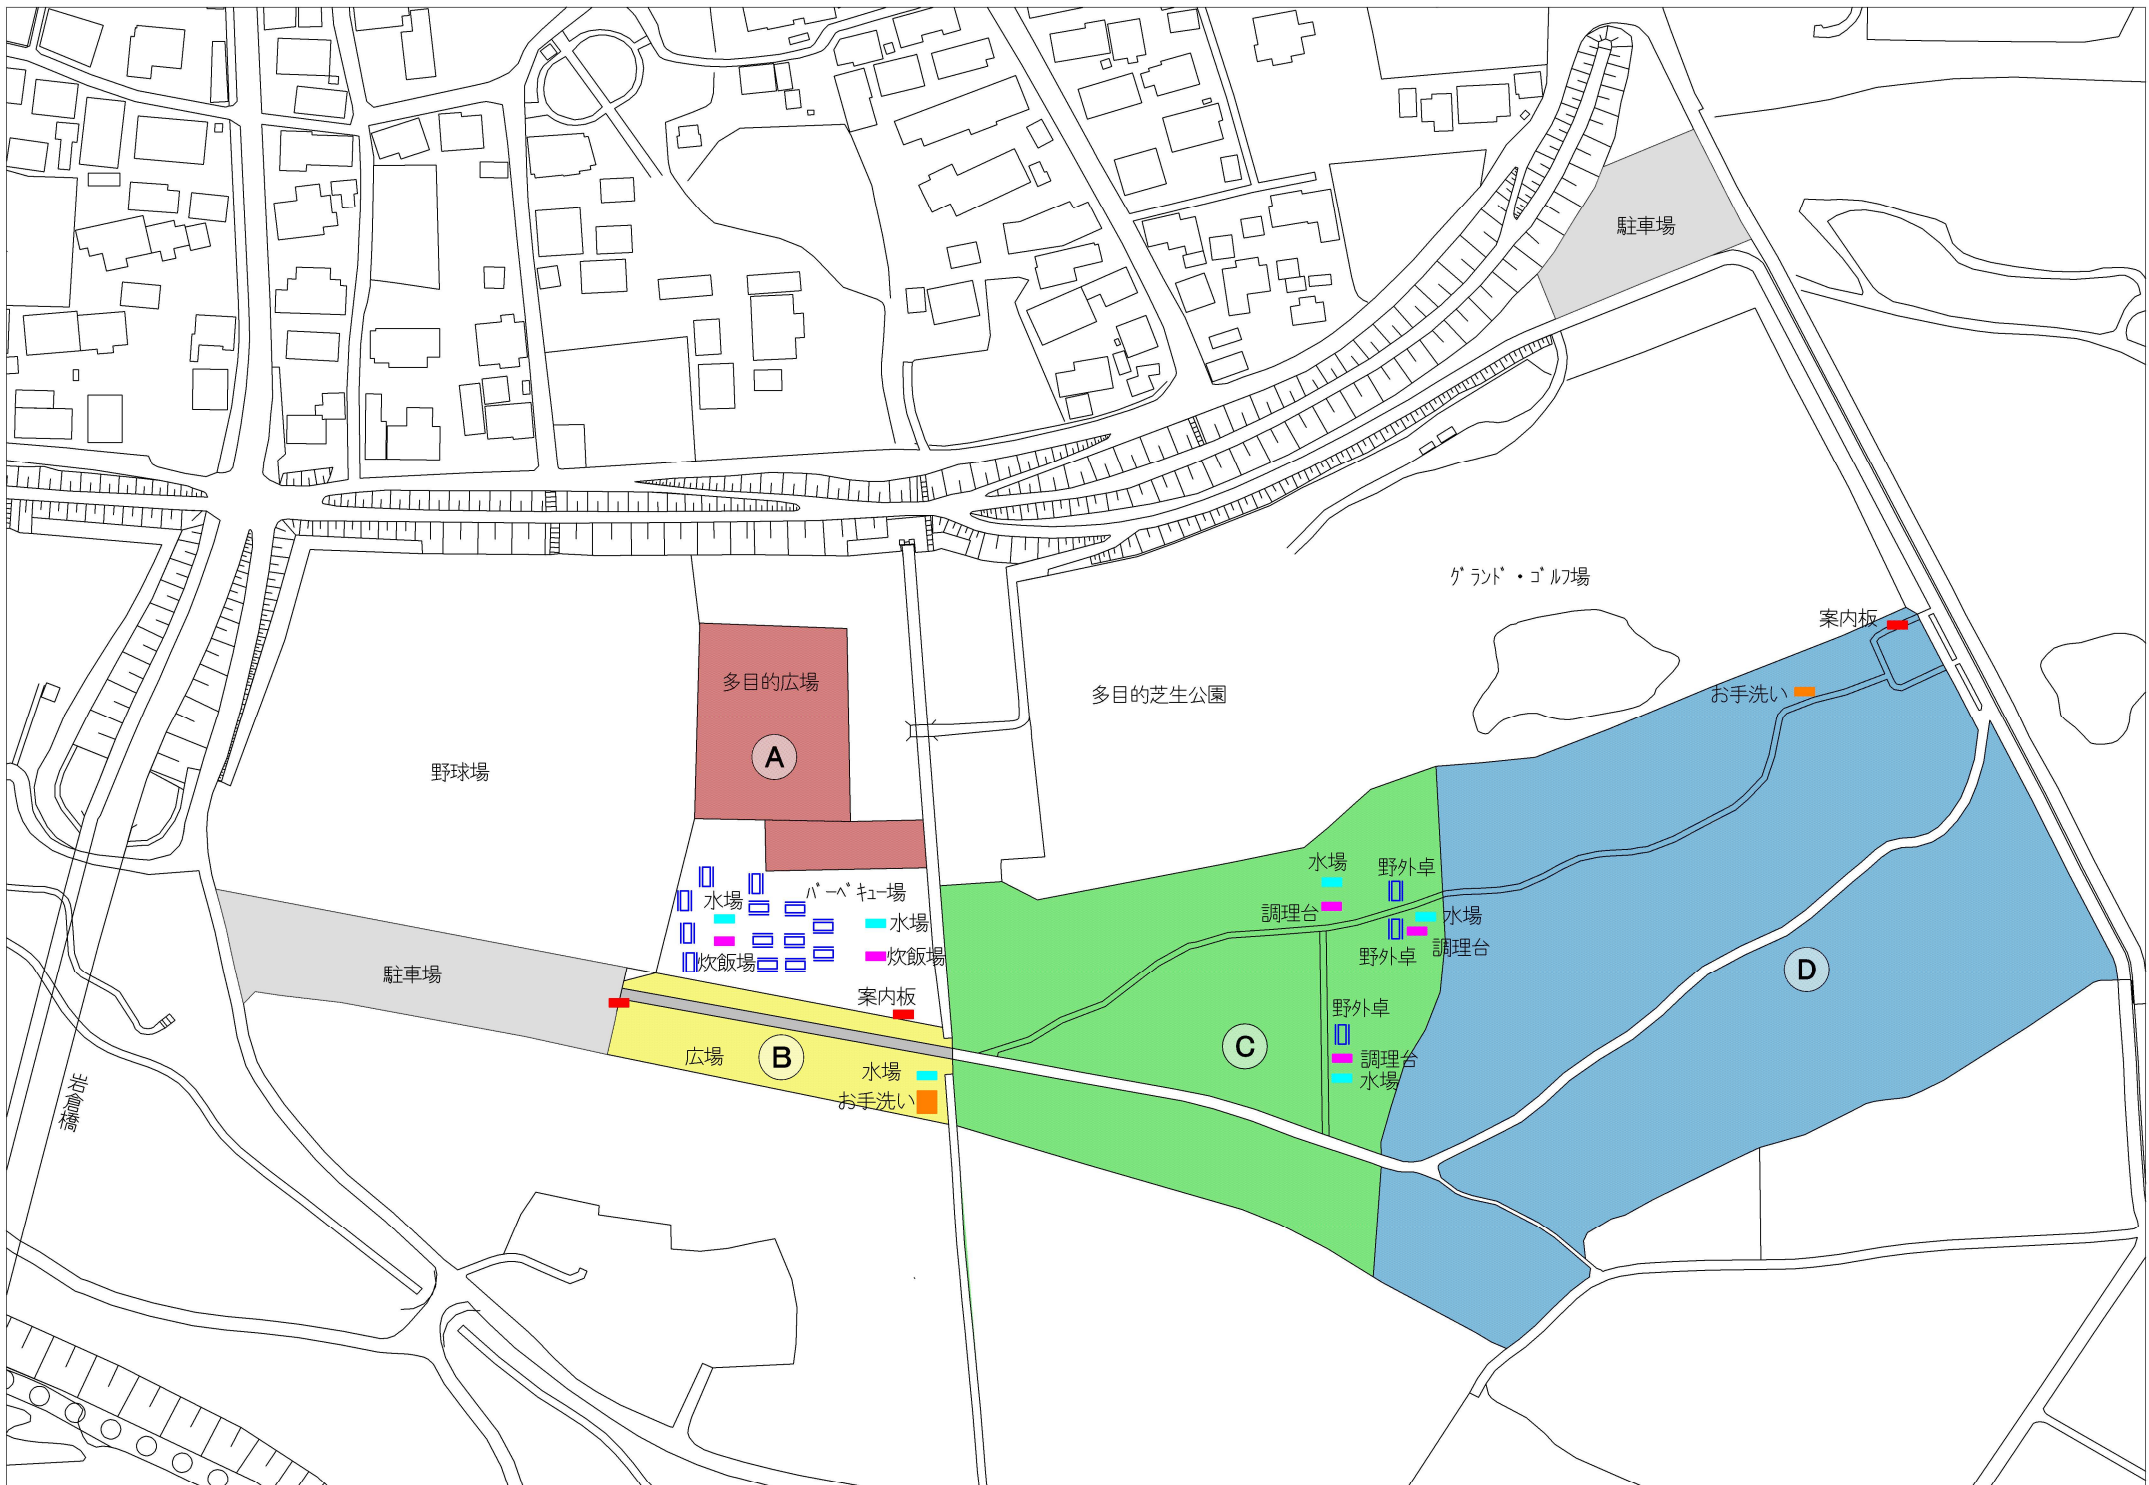 駐車場
グランド・ゴルフ場
案内板
多目的広場
お手洗い
多目的芝生公園
A
野球場
水場
野外卓
バーベキュー場
水場
調理台
水場
水場
調理台
野外卓
炊飯場
炊飯場
D
駐車場
案内板
野外卓
C
広場
B
調理台
水場
水場
お手洗い
岩倉橋